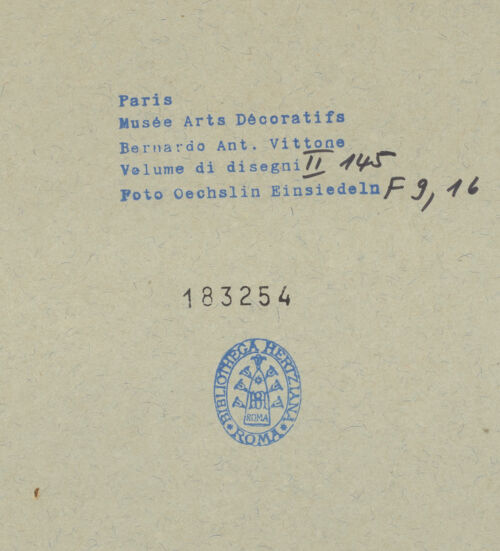 Paris
Musée Arts Décoratifs
Bernardo Ant. Vittone
Volume di disegni II 145
Foto Oechslin Einsiedeln F 9, 16
183254
BIBLIOTHECA HERTZIANA
ROMA
ROMA